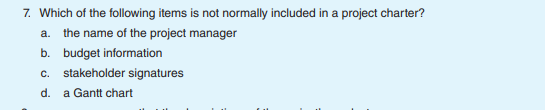 7. Which of the following items is not normally included in a project charter?
a. the name of the project manager
b. budget information
c. stakeholder signatures
d. a Gantt chart